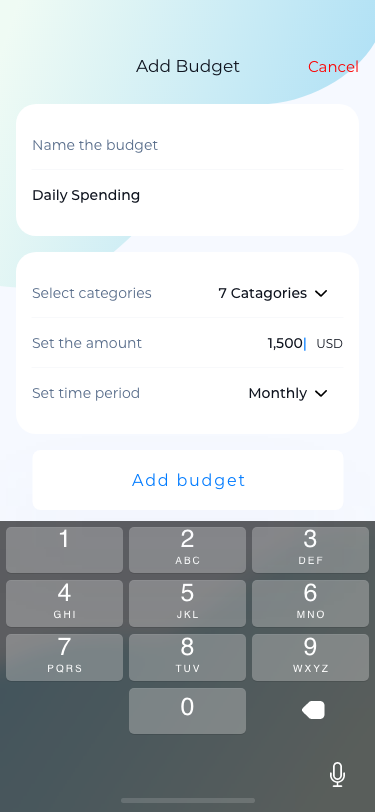 Add Budget Cancel
Name the budget
Daily Spending
Select categories 7 Catagories
Set the amount 1,500 USD
Set time period Monthly
Add budget
1 2 3
ABC DEF
4 5 6
GHI JKL MNO
7 8 9
PQRS TUV WXYZ
0